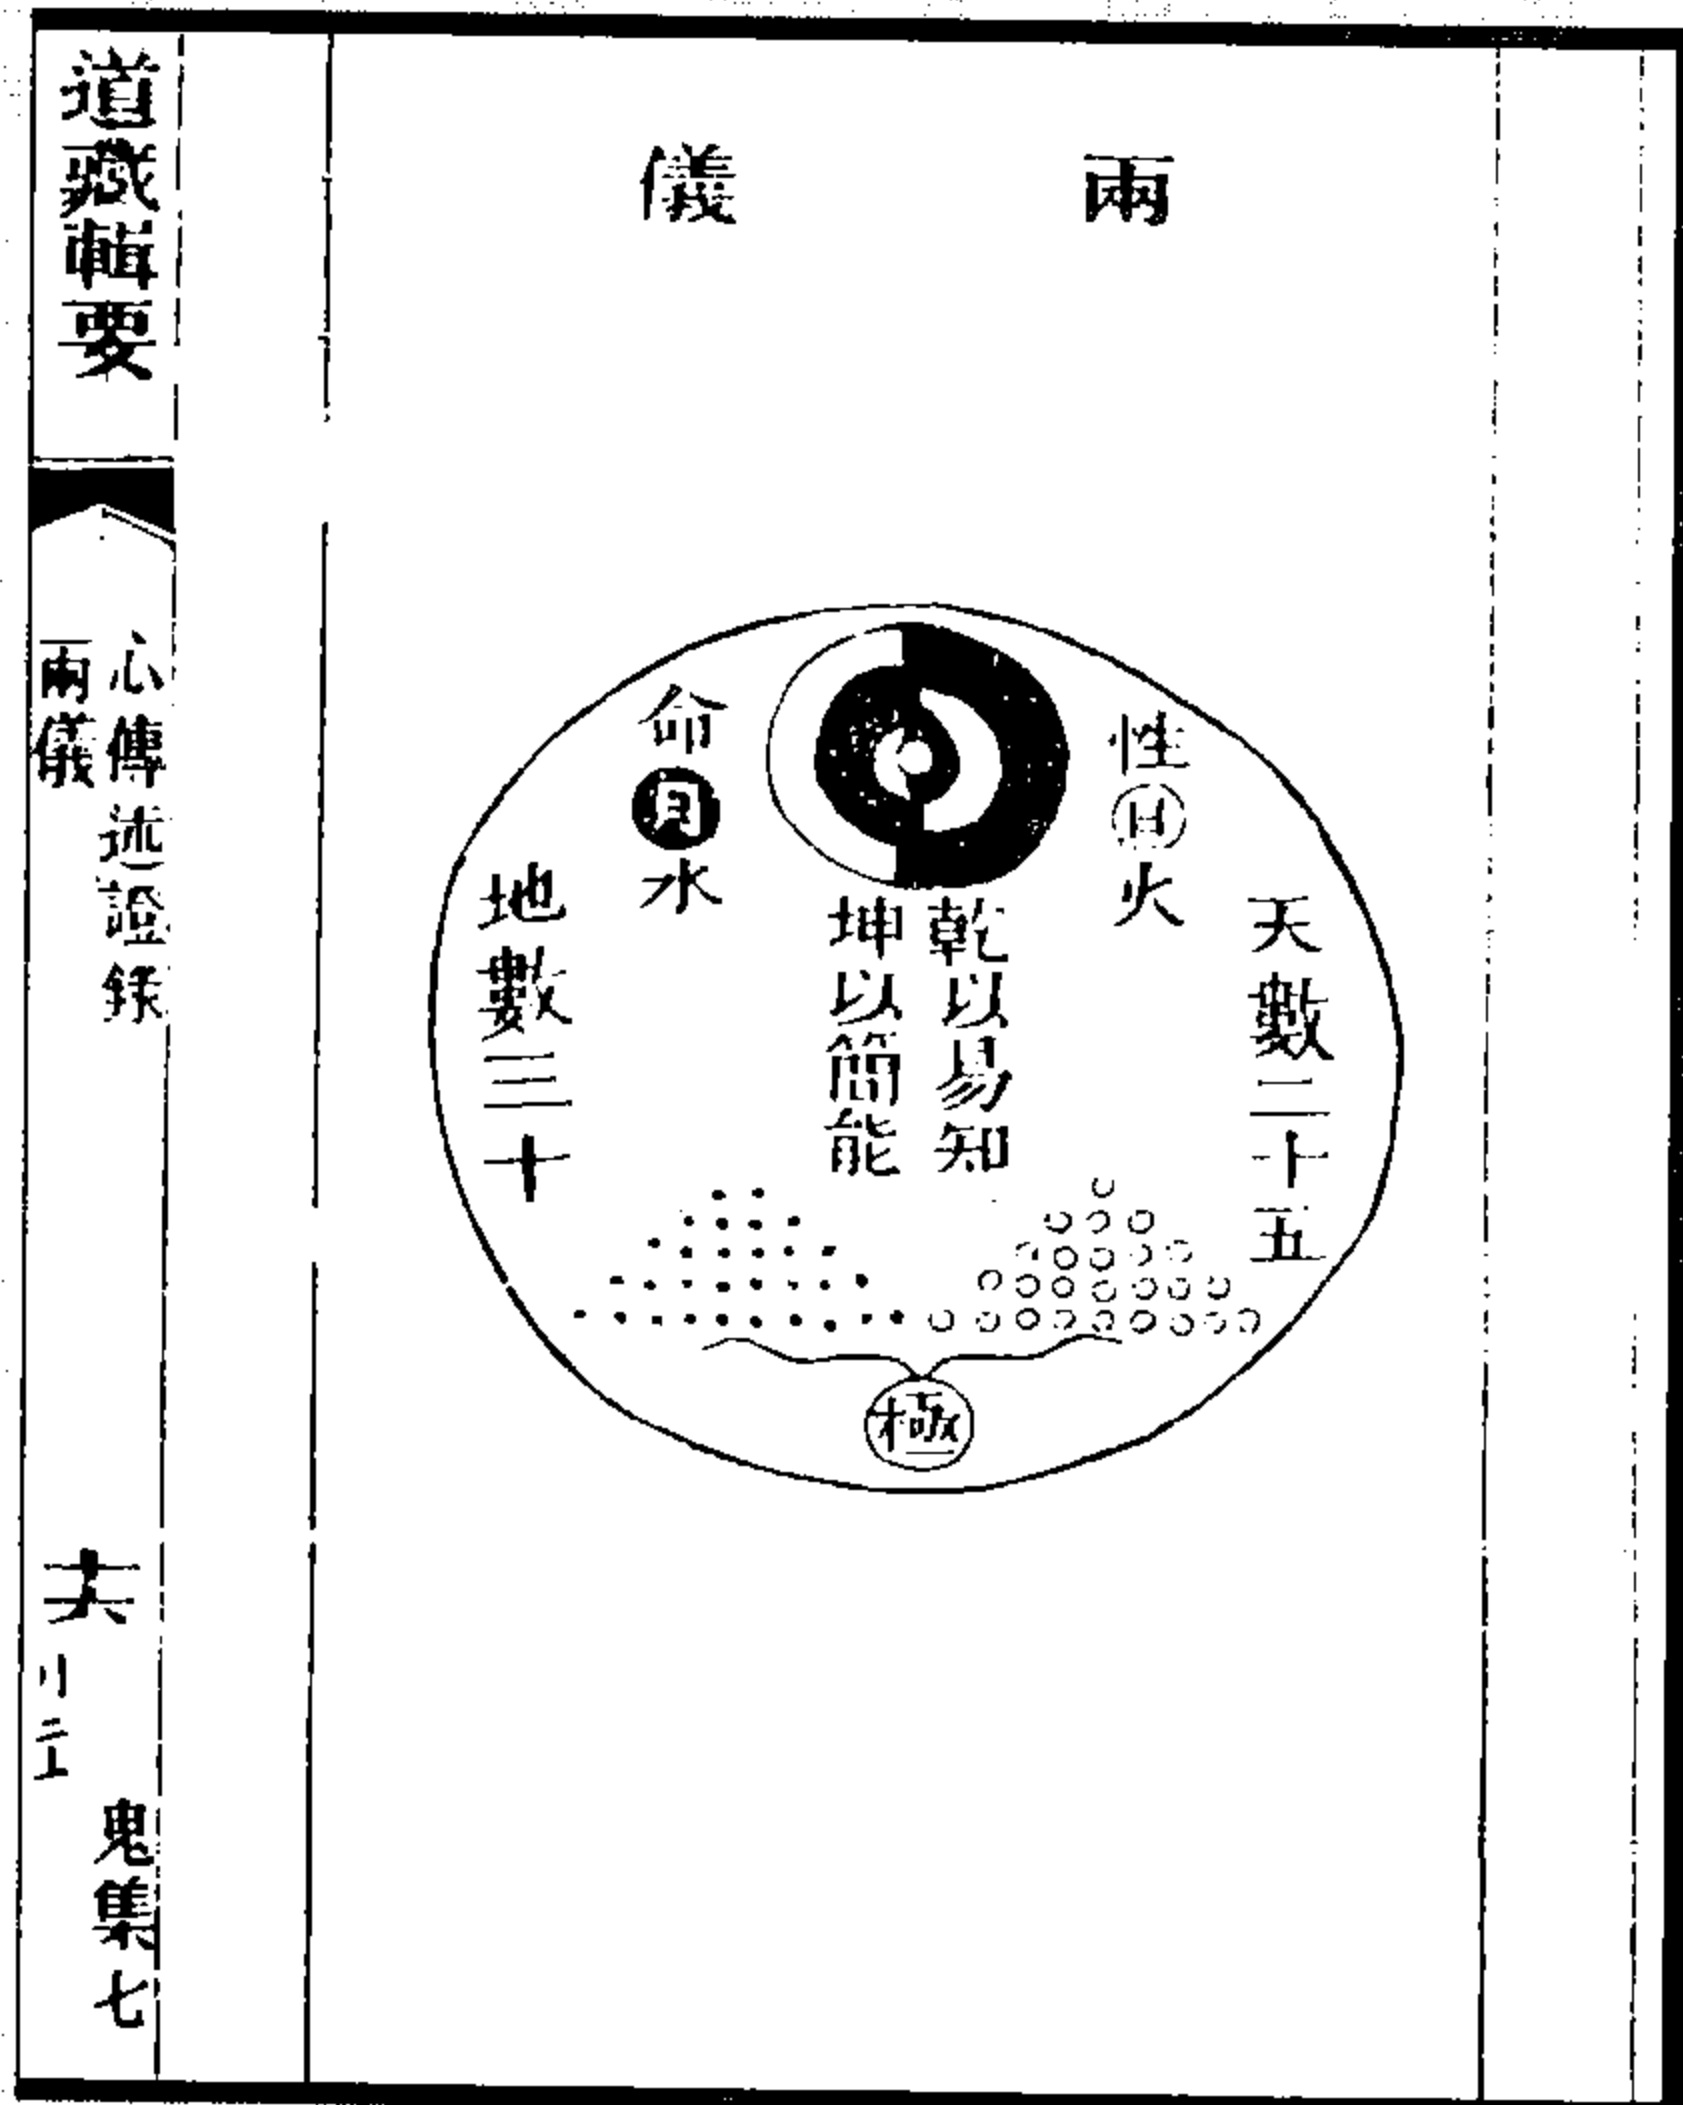 兩儀
天數二十五
性日火
乾以易知
坤以簡能
命月水
地數三十
極
道藏輯要
心傳述證錄
兩儀
鬼集七